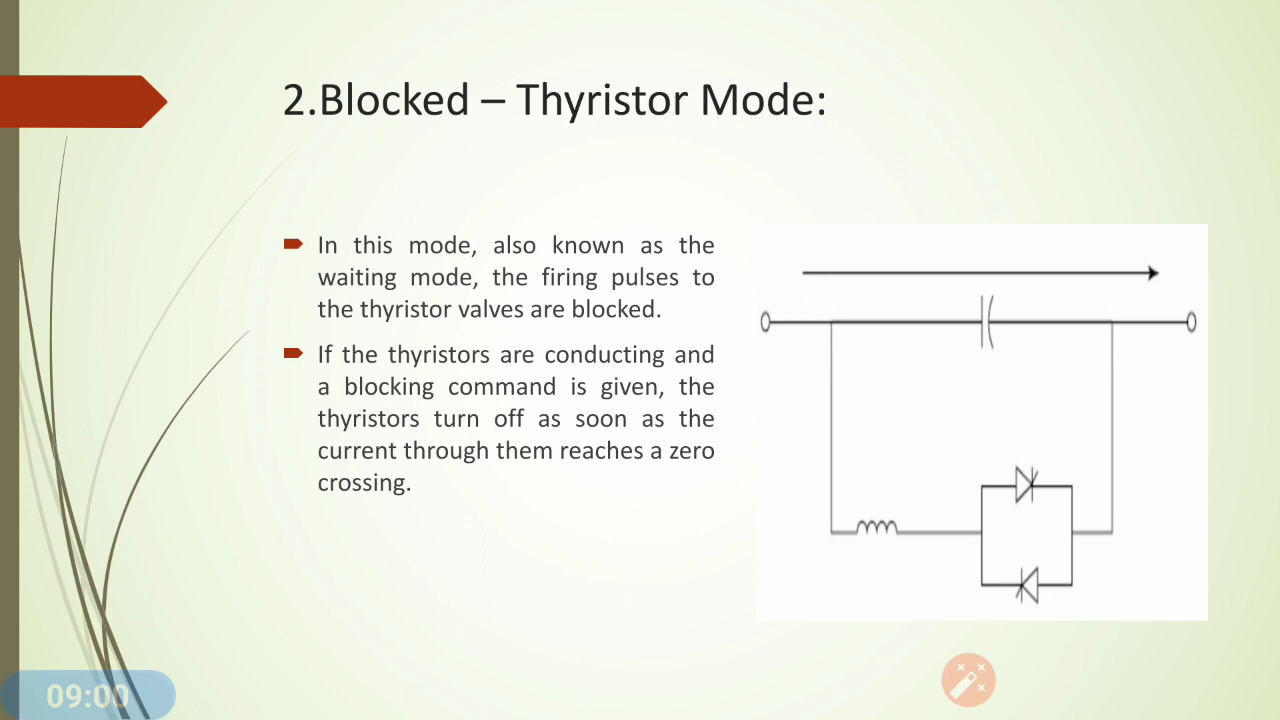 2.Blocked – Thyristor Mode:
In this mode, also known as the
waiting mode, the firing pulses to
the thyristor valves are blocked.
If the thyristors are conducting and
a blocking command is given, the
thyristors turn off as soon as the
current through them reaches a zero
crossing.
09:00